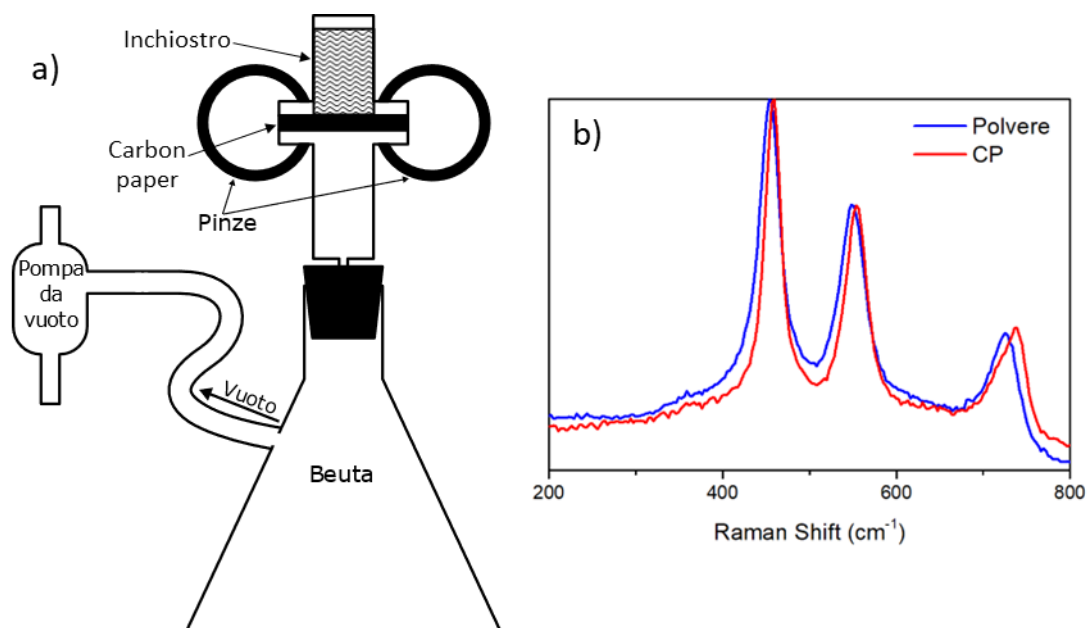 a)
Inchiostro
Carbon
paper
Pinze
Pompa
da
vuoto
Vuoto
Beuta
b)
Polvere
CP
200
400
600
800
Raman Shift (cm⁻¹)